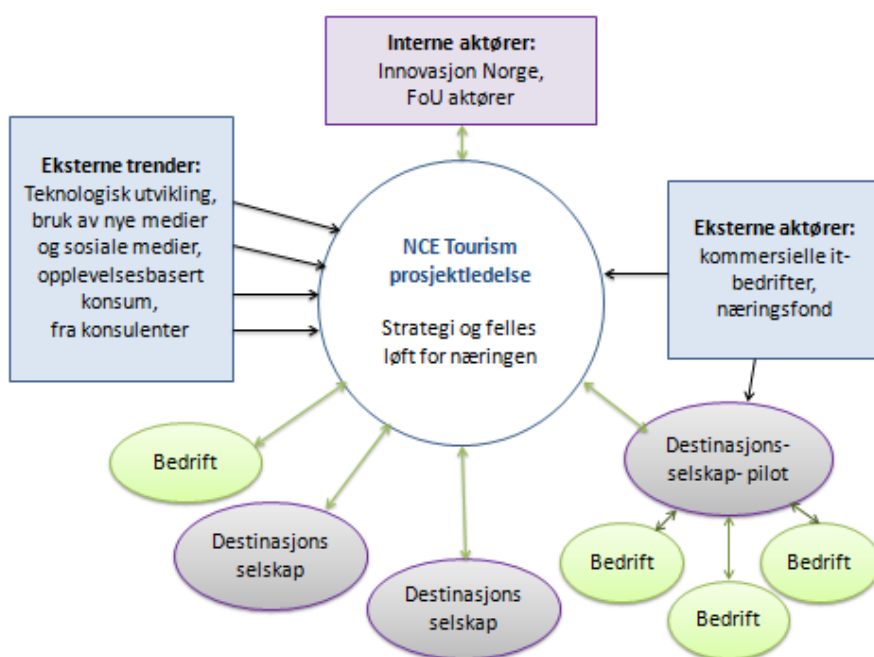 Interne aktører:
Innovasjon Norge,
FoU aktører
Eksterne trender:
Teknologisk utvikling,
bruk av nye medier
og sosiale medier,
opplevelsesbasert
konsum,
fra konsulenter
NCE Tourism
prosjektledelse
Strategi og felles
løft for næringen
Eksterne aktører:
kommersielle it-
bedrifter,
næringsfond
Bedrift
Destinasjons
selskap
Destinasjons
selskap
Destinasjons-
selskap- pilot
Bedrift
Bedrift
Bedrift